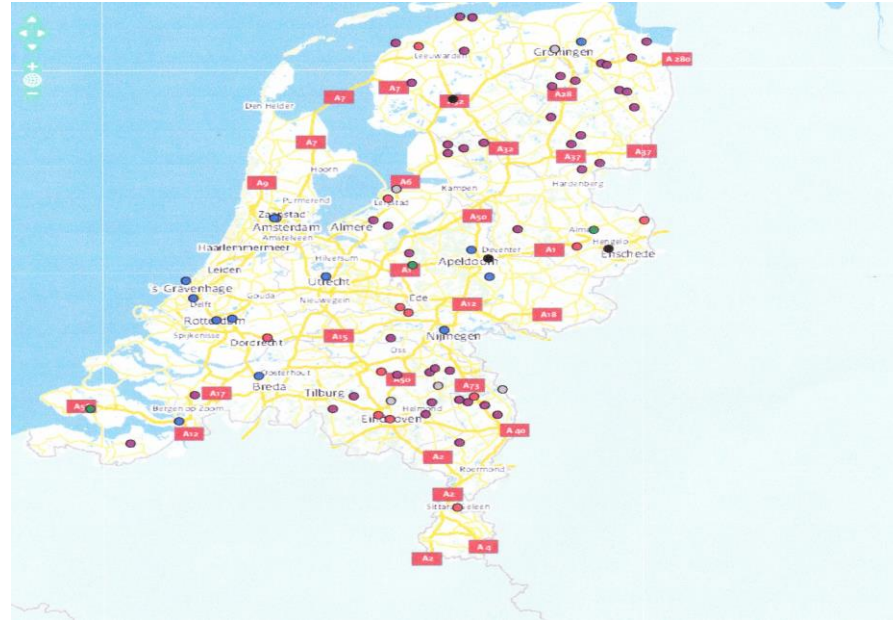 Groningen
Leeuwarden
A 280
A7
A7
A28
Den Helder
A7
A32
A37
A37
Hoorn
A9
A6
Kampen
Hardenberg
Lelystad
Purmerend
A50
Zaanstad
Amsterdam
Almere
Amstelveen
Haarlemmermeer
Deventer
A1
Hengelo
Hilversum
Apeldoorn
Enschede
Leiden
A1
Utrecht
's Gravenhage
Gouda
Nieuwegein
Ede
A12
Delft
A18
Rotterdam
Spijkenisse
Dordrecht
A15
Nijmegen
Oss
Oosterhout
A50
A73
Breda
Tilburg
A17
Bergen op Zoom
Helmond
Eindhoven
A12
A 40
A2
Roermond
A2
A2